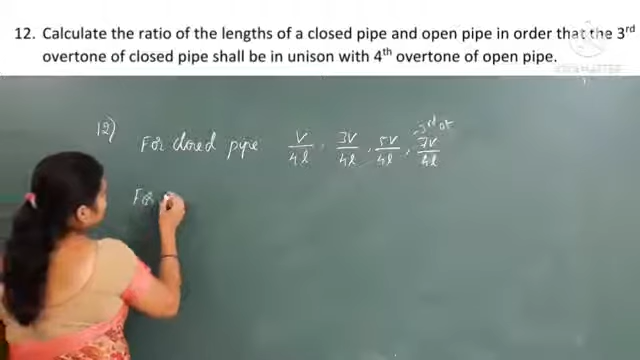 12. Calculate the ratio of the lengths of a closed pipe and open pipe in order that the 3rd
overtone of closed pipe shall be in unison with 4th overtone of open pipe.
12) For closed pipe V/4l , 3V/4l , 5V/4l , 7V/4l
3rd ot
For